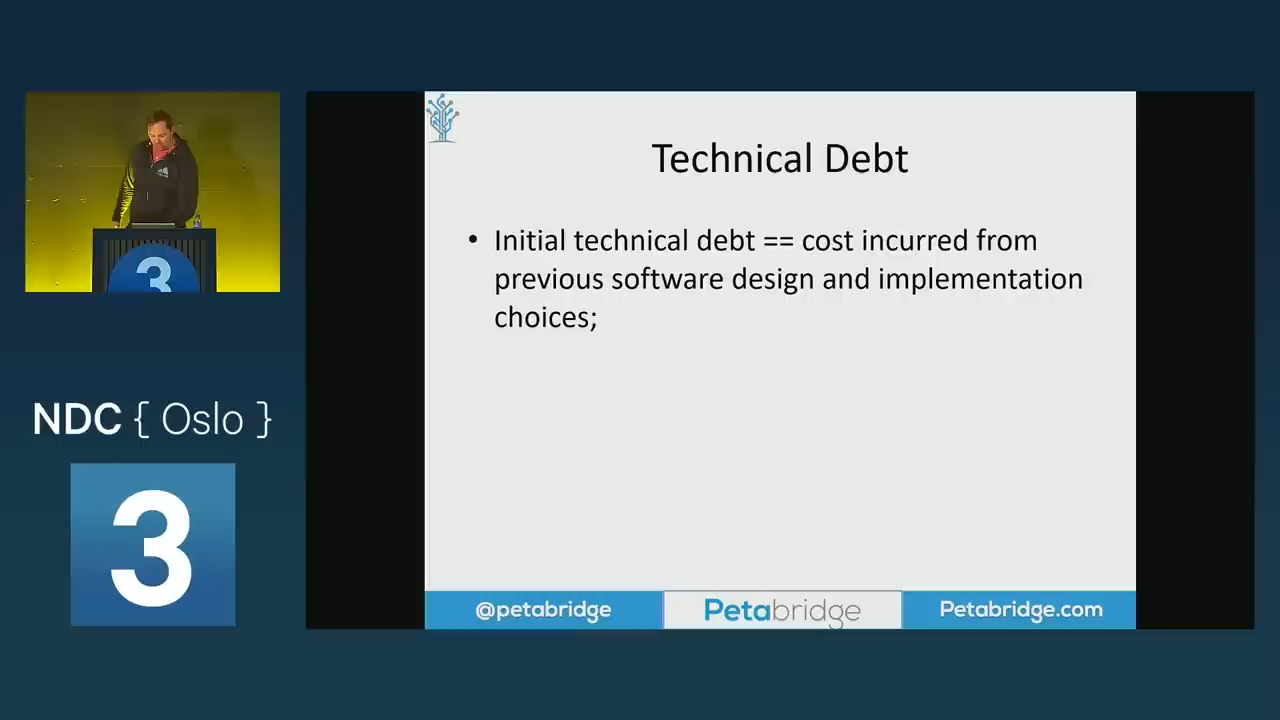 3
NDC { Oslo }
3
Technical Debt
• Initial technical debt == cost incurred from
previous software design and implementation
choices;
@petabridge
Petabridge
Petabridge.com